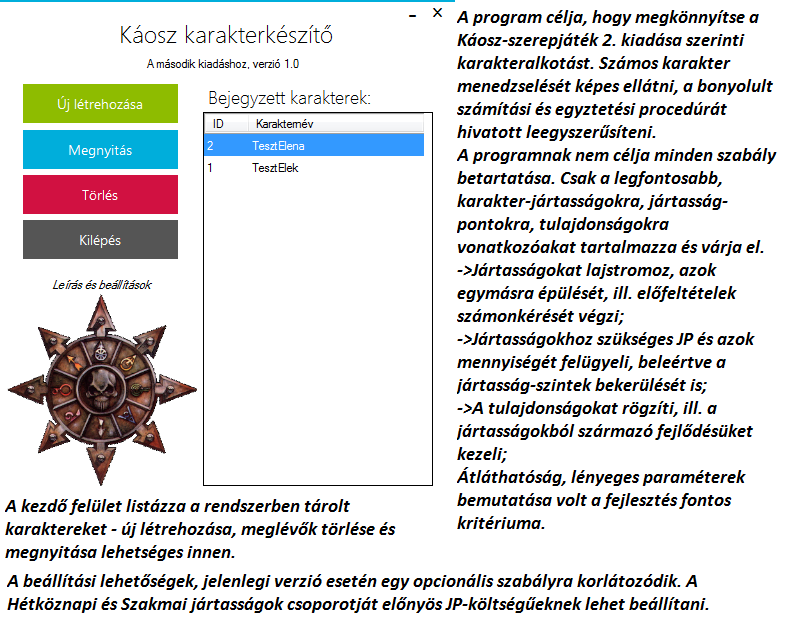 Káosz karakterkészítő
A második kiadáshoz, verzió 1.0
Új létrehozása
Megnyitás
Törlés
Kilépés
Leírás és beállítások
Bejegyzett karakterek:
ID Karakternév
2 TesztElena
1 TesztElek
A program célja, hogy megkönnyítse a
Káosz-szerepjáték 2. kiadása szerinti
karakteralkotást. Számos karakter
menedzselését képes ellátni, a bonyolult
számítási és egyztetési procedúrát
hivatott leegyszerűsíteni.
A programnak nem célja minden szabály
betartatása. Csak a legfontosabb,
karakter-jártasságokra, jártasság-
pontokra, tulajdonságokra
vonatkozóakat tartalmazza és várja el.
->Jártasságokat lajstromoz, azok
egymásra épülését, ill. előfeltételek
számonkérését végzi;
->Jártasságokhoz szükséges JP és azok
mennyiségét felügyeli, beleértve a
jártasság-szintek bekerülését is;
->A tulajdonságokat rögzíti, ill. a
jártasságokból származó fejlődésüket
kezeli;
Átláthatóság, lényeges paraméterek
bemutatása volt a fejlesztés fontos
kritériuma.
A kezdő felület listázza a rendszerben tárolt
karaktereket - új létrehozása, meglévők törlése és
megnyitása lehetséges innen.
A beállítási lehetőségek, jelenlegi verzió esetén egy opcionális szabályra korlátozódik. A
Hétköznapi és Szakmai jártasságok csoporotját előnyös JP-költségűeknek lehet beállítani.